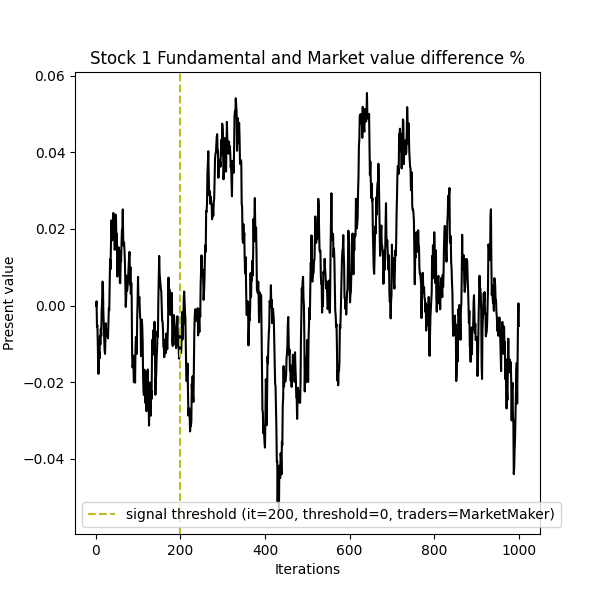 Stock 1 Fundamental and Market value difference %
0.06
0.04
0.02
0.00
−0.02
−0.04
Present value
signal threshold (it=200, threshold=0, traders=MarketMaker)
0 200 400 600 800 1000
Iterations